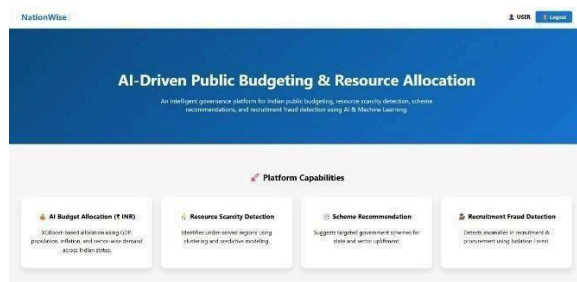 NationWise
USER
Logout
AI-Driven Public Budgeting & Resource Allocation
An intelligent governance platform for Indian public budgeting, resource scarcity detection, scheme
recommendations, and recruitment fraud detection using AI & Machine Learning.
Platform Capabilities
AI Budget Allocation (₹ INR)
XGBoost-based allocation using GDP,
population, inflation, and sector-wise demand
across Indian states.
Resource Scarcity Detection
Identifies under-served regions using
clustering and predictive modeling.
Scheme Recommendation
Suggests targeted government schemes for
state and sector upliftment.
Recruitment Fraud Detection
Detects anomalies in recruitment &
procurement using Isolation Forest.